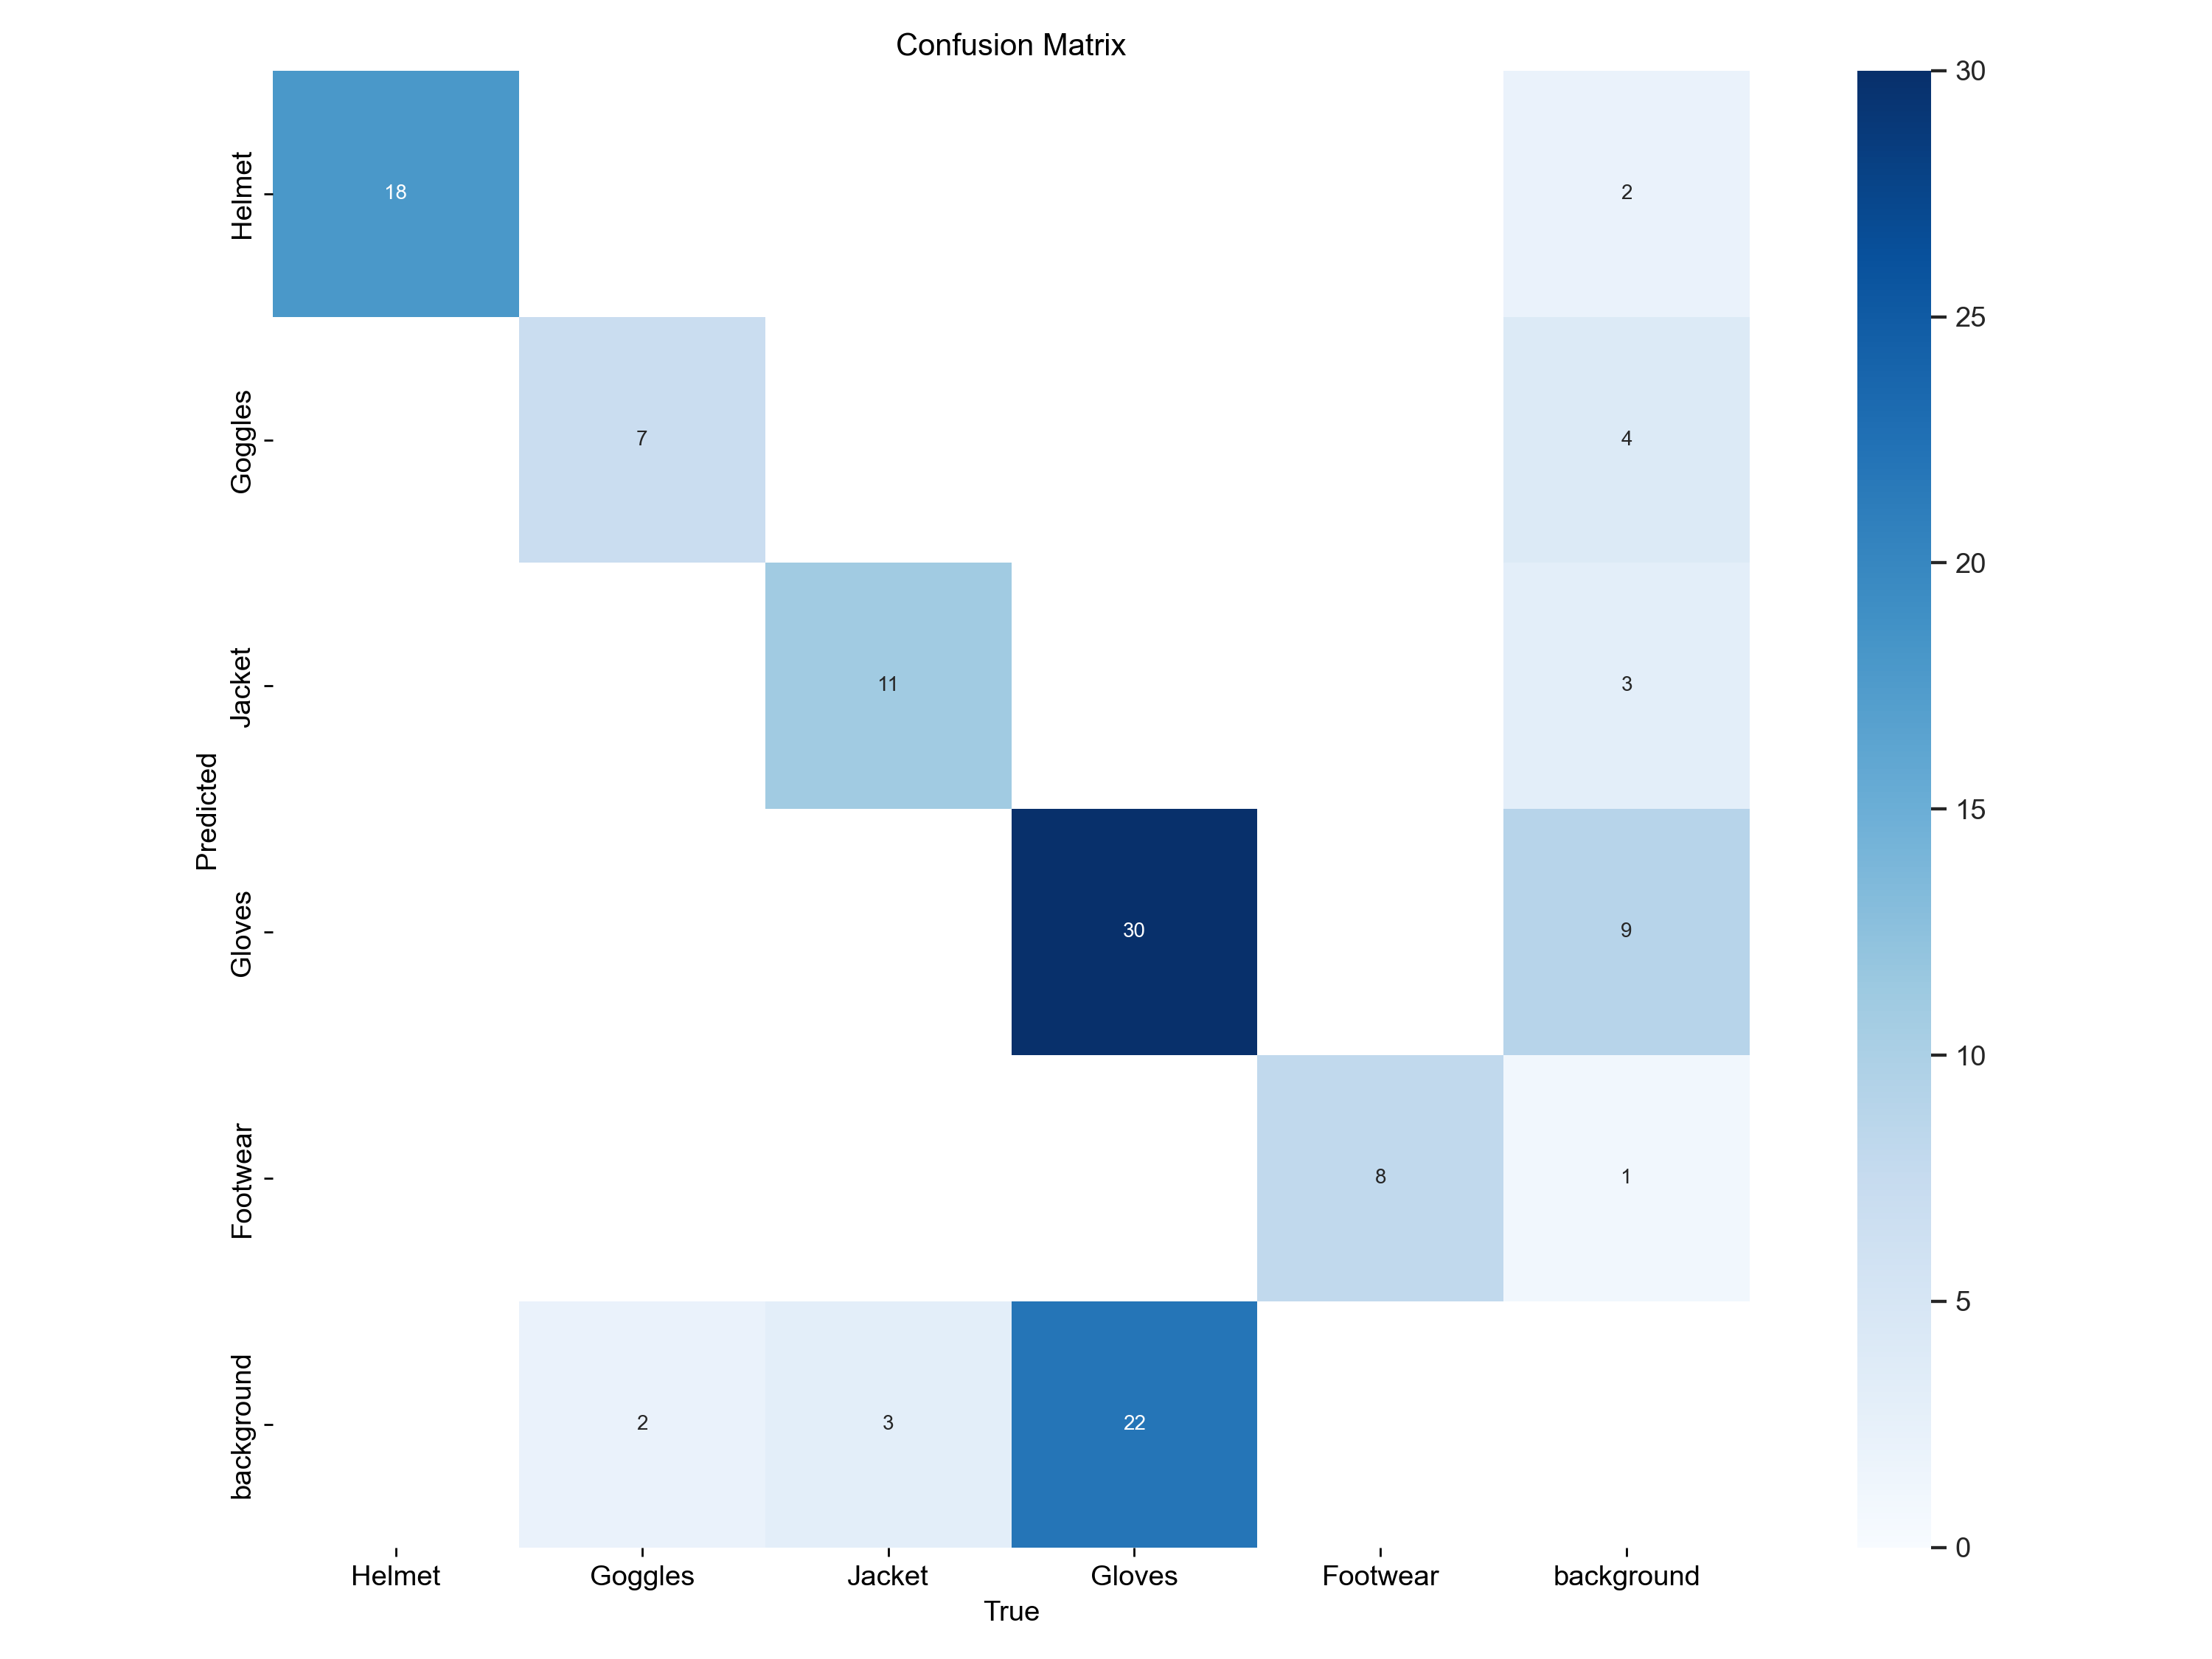 Confusion Matrix
Helmet
18
2
30
25
Goggles
7
4
20
Jacket
11
3
15
Predicted
Gloves
30
9
10
Footwear
8
1
5
background
2
3
22
0
Helmet Goggles Jacket Gloves Footwear background
True